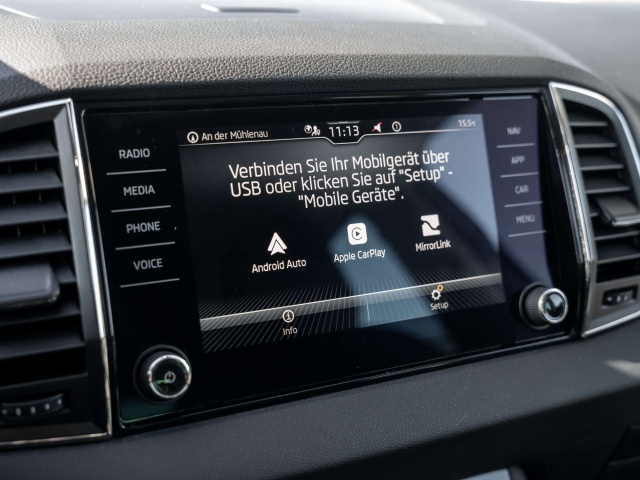 An der Mühlenau
11:13
15.5°C
RADIO
MEDIA
PHONE
VOICE
Verbinden Sie Ihr Mobilgerät über
USB oder klicken Sie auf "Setup" -
"Mobile Geräte".
Android Auto
Apple CarPlay
MirrorLink
Info
Setup
NAV
APP
CAR
MENU